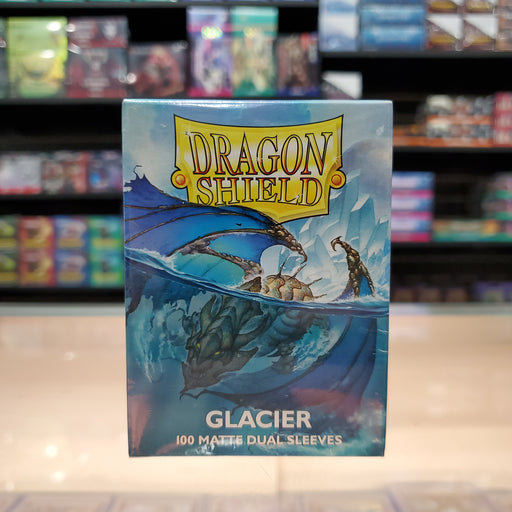 DRAGON
SHIELD
GLACIER
100 MATTE DUAL SLEEVES